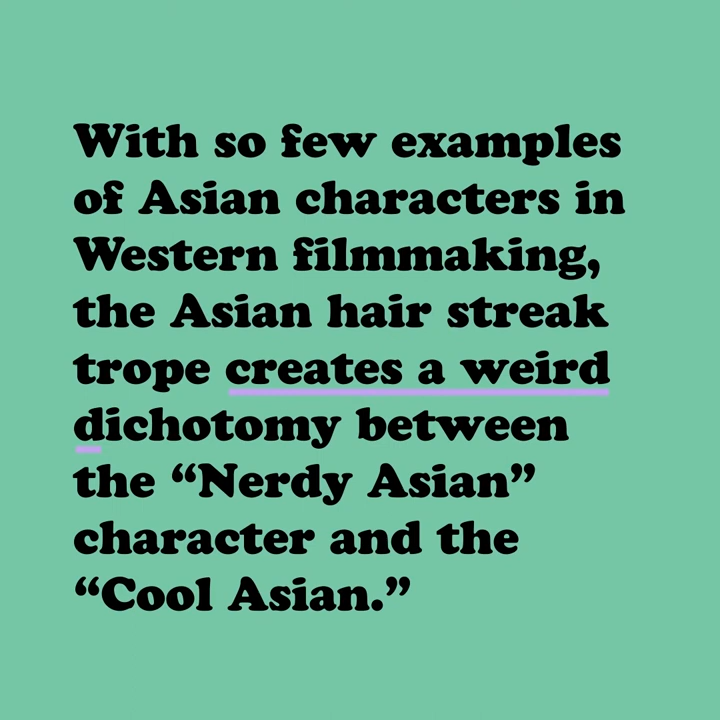 With so few examples
of Asian characters in
Western filmmaking,
the Asian hair streak
trope creates a weird
dichotomy between
the “Nerdy Asian”
character and the
“Cool Asian.”